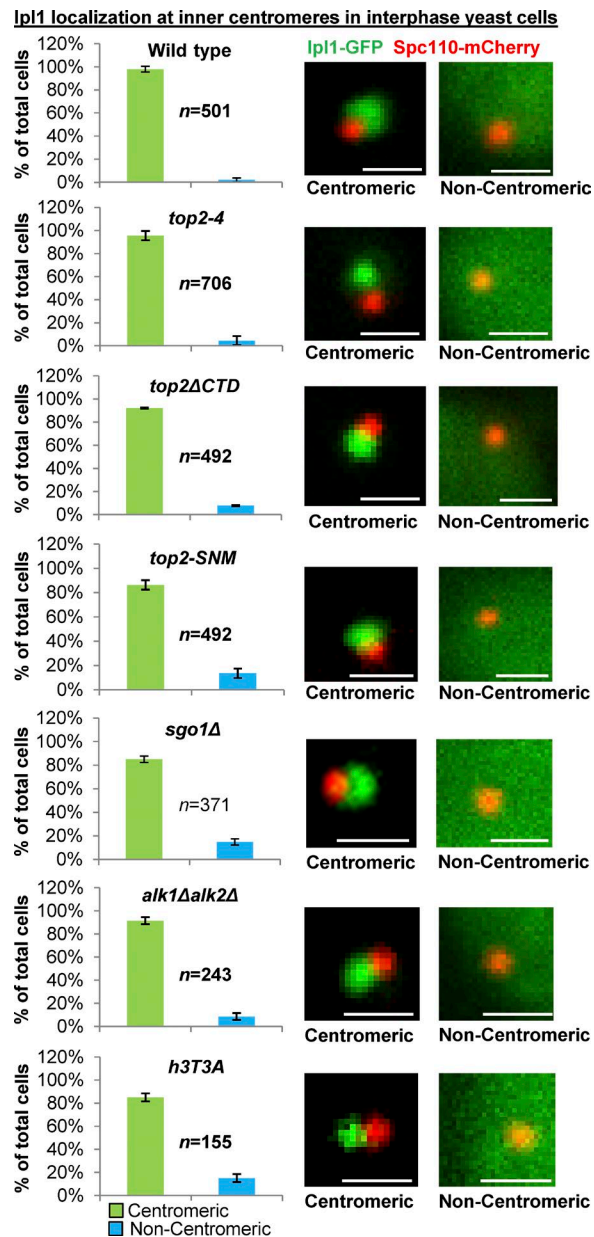 Ipl1 localization at inner centromeres in interphase yeast cells
Wild type
Ipl1-GFP Spc110-mCherry
% of total cells
120%
100%
80%
60%
40%
20%
0%
n=501
Centromeric
Non-Centromeric
top2-4
% of total cells
120%
100%
80%
60%
40%
20%
0%
n=706
Centromeric
Non-Centromeric
top2ΔCTD
% of total cells
120%
100%
80%
60%
40%
20%
0%
n=492
Centromeric
Non-Centromeric
top2-SNM
% of total cells
120%
100%
80%
60%
40%
20%
0%
n=492
Centromeric
Non-Centromeric
sgo1Δ
% of total cells
120%
100%
80%
60%
40%
20%
0%
n=371
Centromeric
Non-Centromeric
alk1Δalk2Δ
% of total cells
120%
100%
80%
60%
40%
20%
0%
n=243
Centromeric
Non-Centromeric
h3T3A
% of total cells
120%
100%
80%
60%
40%
20%
0%
n=155
Centromeric
Non-Centromeric
Centromeric
Non-Centromeric